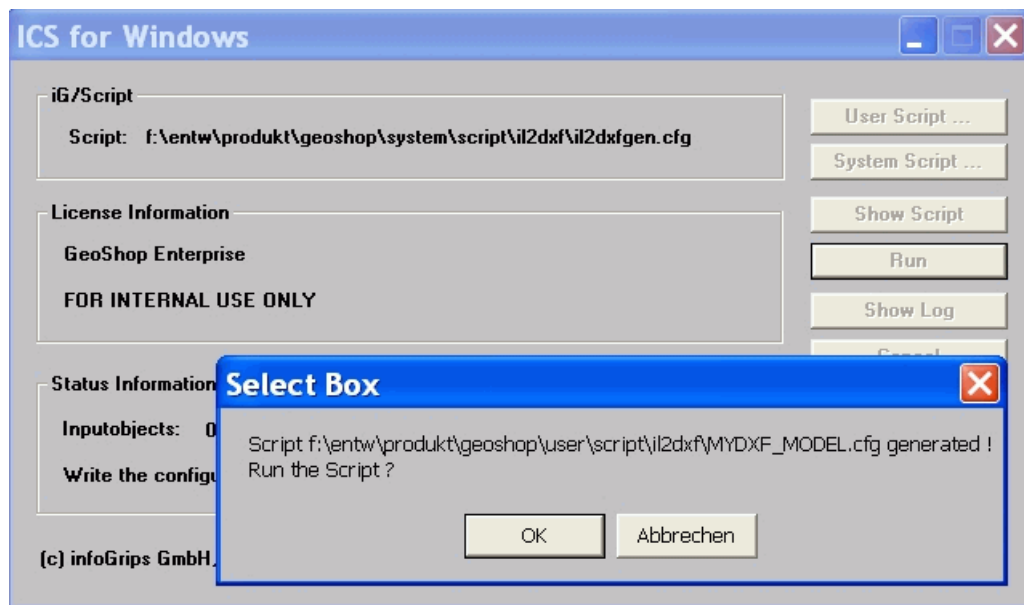 ICS for Windows
iG/Script
Script: f:\entw\produkt\geoshop\system\script\il2dxf\il2dxfgen.cfg
User Script ...
System Script ...
License Information
GeoShop Enterprise
FOR INTERNAL USE ONLY
Show Script
Run
Show Log
Cancel
Status Information
Inputobjects: 0
Write the configu
(c) infoGrips GmbH,
Select Box
Script f:\entw\produkt\geoshop\user\script\il2dxf\MYDXF_MODEL.cfg generated !
Run the Script ?
OK
Abbrechen